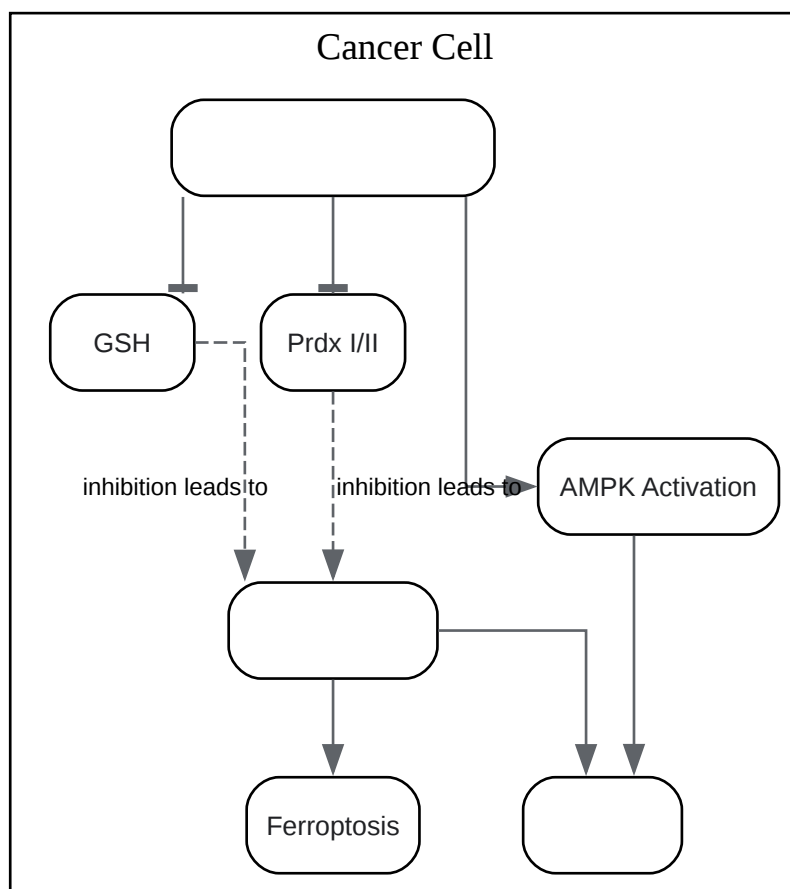 Cancer Cell
GSH
Prdx I/II
inhibition leads to
inhibition leads to
AMPK Activation
Ferroptosis